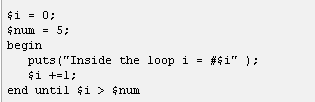 $i = 0;
$num = 5;
begin
   puts("Inside the loop i = #$i" );
   $i +=1;
end until $i > $num